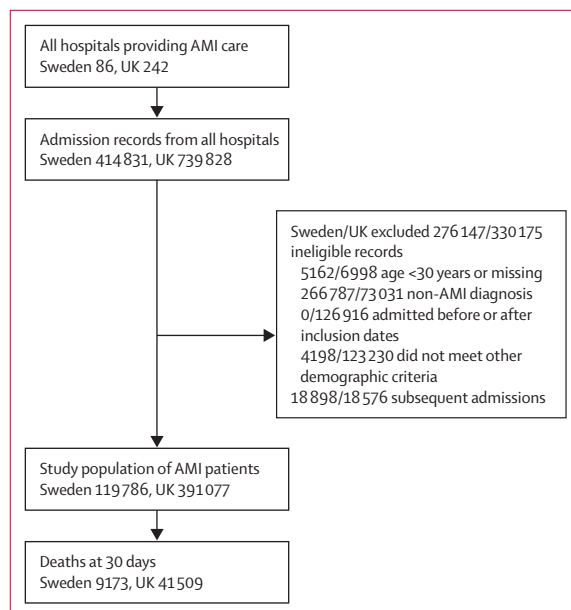 All hospitals providing AMI care
Sweden 86, UK 242
Admission records from all hospitals
Sweden 414 831, UK 739 828
Sweden/UK excluded 276 147/330 175
ineligible records
5162/6998 age <30 years or missing
266 787/73 031 non-AMI diagnosis
0/126 916 admitted before or after
inclusion dates
4198/123 230 did not meet other
demographic criteria
18 898/18 576 subsequent admissions
Study population of AMI patients
Sweden 119 786, UK 391 077
Deaths at 30 days
Sweden 9173, UK 41 509